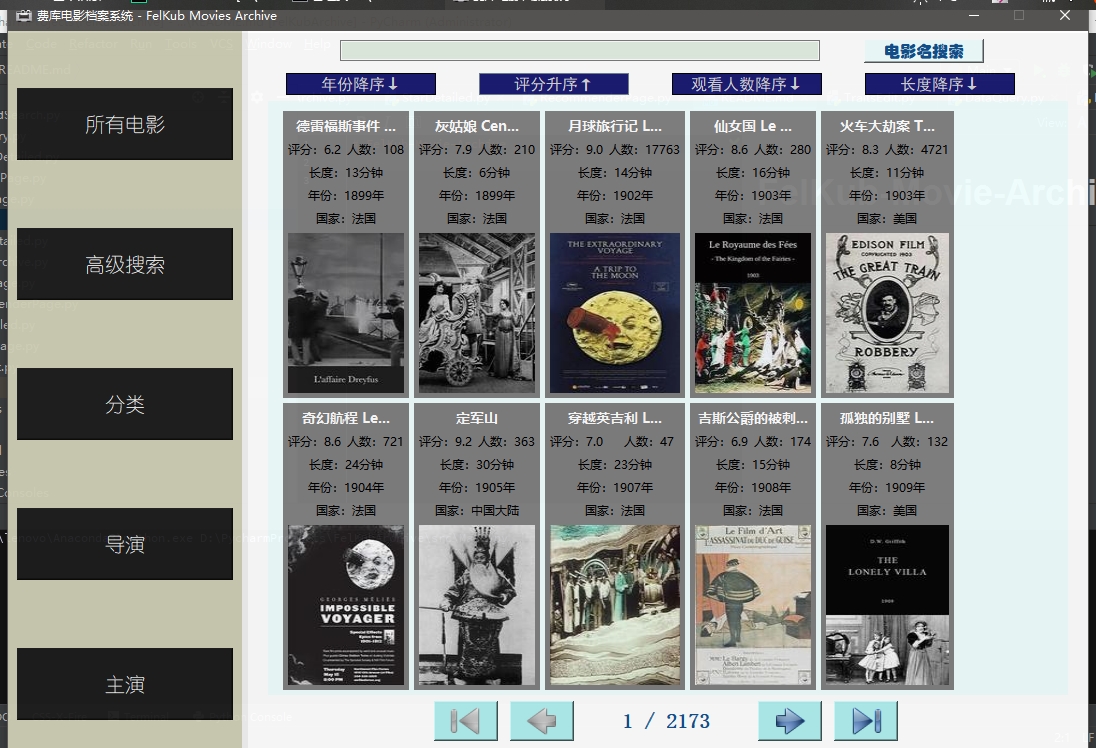 费库电影档案系统 - FelKub Movies Archive
电影名搜索
年份降序↓
评分升序↑
观看人数降序↓
长度降序↓
所有电影
高级搜索
分类
导演
主演
德雷福斯事件 ...
评分：6.2 人数：108
长度：13分钟
年份：1899年
国家：法国
L'affaire Dreyfus
灰姑娘 Cen...
评分：7.9 人数：210
长度：6分钟
年份：1899年
国家：法国
月球旅行记 L...
评分：9.0 人数：17763
长度：14分钟
年份：1902年
国家：法国
THE EXTRAORDINARY
VOYAGE
A TRIP TO
THE MOON
仙女国 Le ...
评分：8.6 人数：280
长度：16分钟
年份：1903年
国家：法国
Le Royaume des Fées
- The Kingdom of the Fairies -
1903
火车大劫案 T...
评分：8.3 人数：4721
长度：11分钟
年份：1903年
国家：美国
EDISON FILM
COPYRIGHTED 1903
THE GREAT TRAIN
ROBBERY
奇幻航程 Le...
评分：8.6 人数：721
长度：24分钟
年份：1904年
国家：法国
GEORGES MÉLIÈS
IMPOSSIBLE
VOYAGER
定军山
评分：9.2 人数：363
长度：30分钟
年份：1905年
国家：中国大陆
穿越英吉利 L...
评分：7.0 人数：47
长度：23分钟
年份：1907年
国家：法国
吉斯公爵的被刺...
评分：6.9 人数：174
长度：15分钟
年份：1908年
国家：法国
Le Film d'Art
L'ASSASSINAT DU DUC DE GUISE
孤独的别墅 L...
评分：7.6 人数：132
长度：8分钟
年份：1909年
国家：美国
D.W. Griffith
THE
LONELY VILLA
1909
1 / 2173